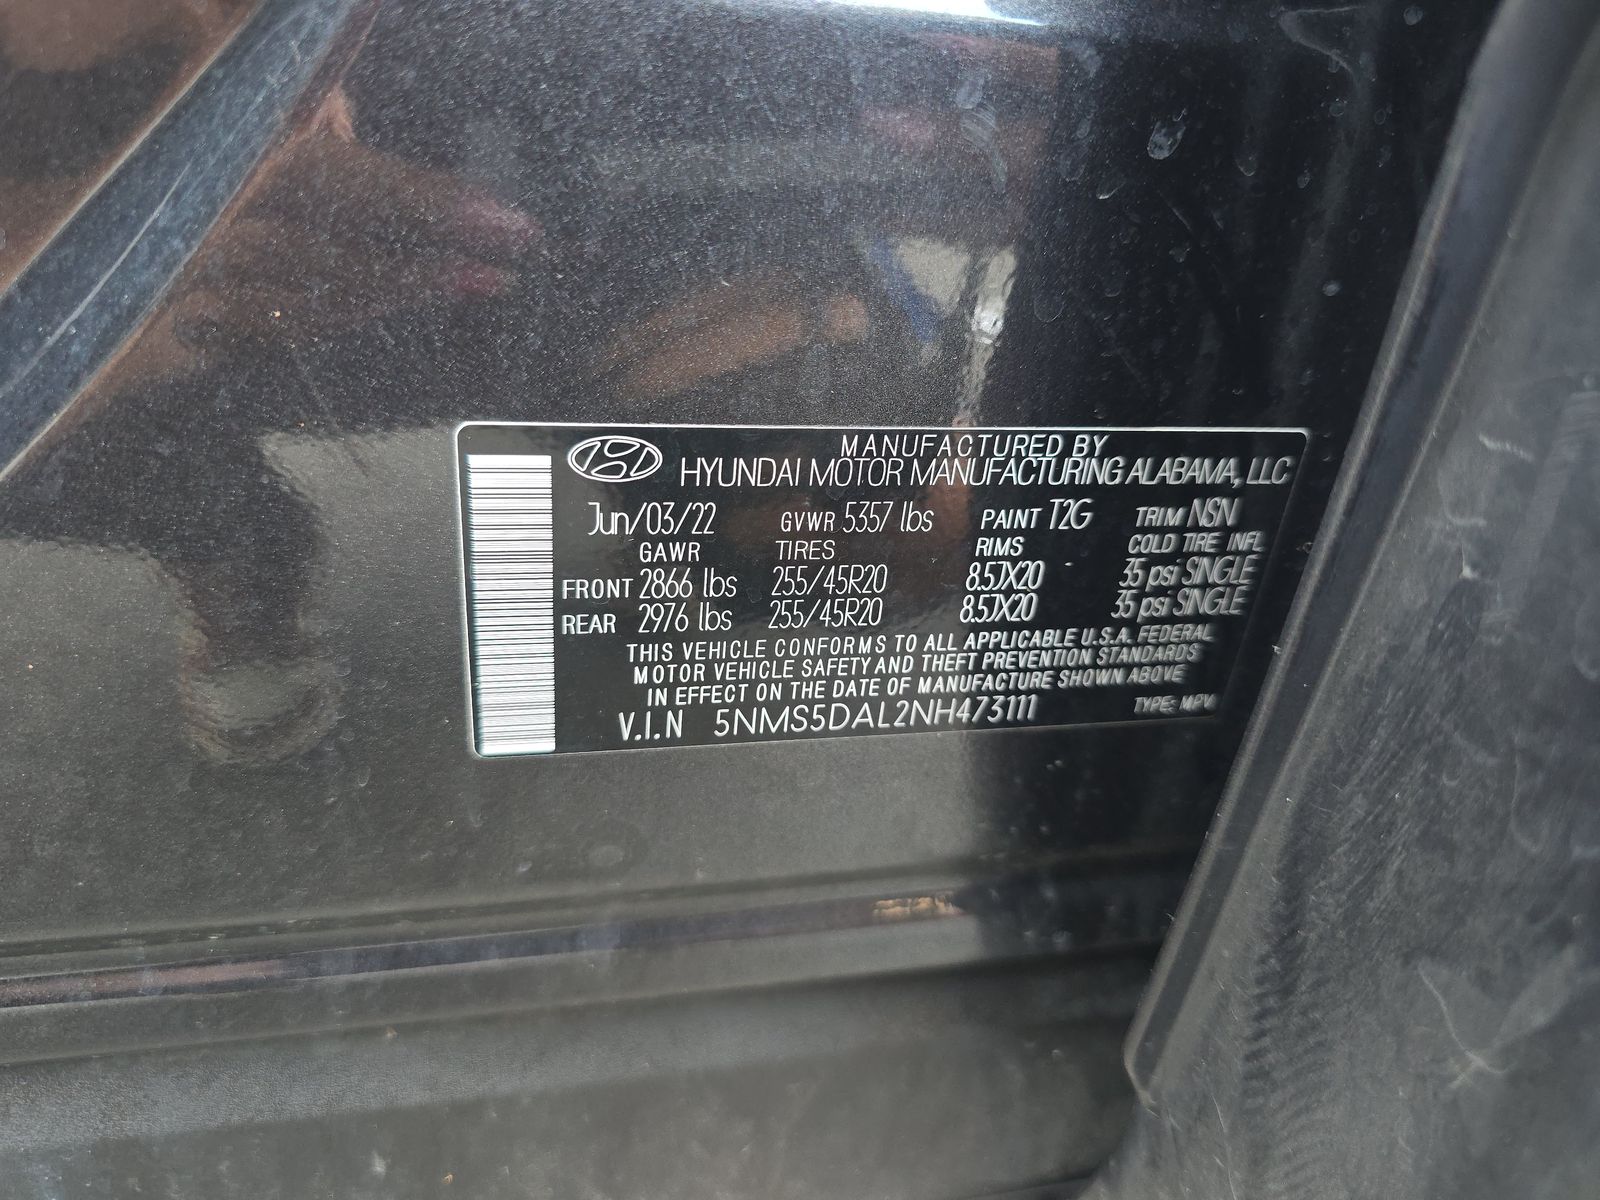 MANUFACTURED BY
HYUNDAI MOTOR MANUFACTURING ALABAMA, LLC
Jun/03/22 GVWR 5357 lbs PAINT T2G TRIM NSN
GAWR TIRES RIMS COLD TIRE INFL
FRONT 2866 lbs 255/45R20 8.5JX20 35 psi SINGLE
REAR 2976 lbs 255/45R20 8.5JX20 35 psi SINGLE
THIS VEHICLE CONFORMS TO ALL APPLICABLE U.S.A. FEDERAL
MOTOR VEHICLE SAFETY AND THEFT PREVENTION STANDARDS
IN EFFECT ON THE DATE OF MANUFACTURE SHOWN ABOVE
V.I.N 5NMS5DAL2NH473111 TYPE: MPV